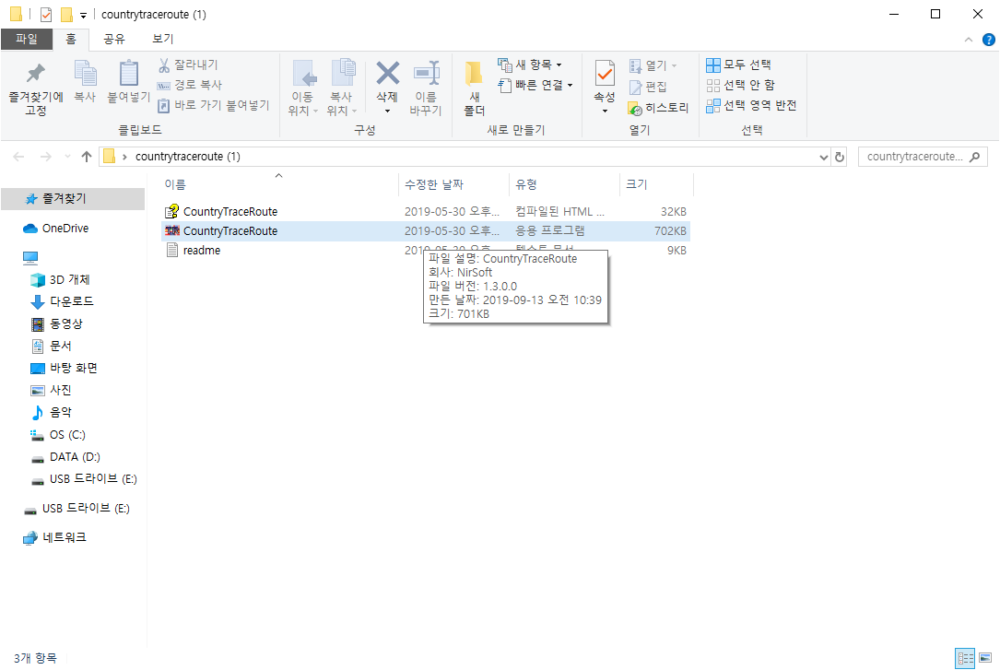 countrytraceroute (1)
파일 홈 공유 보기
즐겨찾기에 고정
복사
붙여넣기
잘라내기
경로 복사
바로 가기 붙여넣기
클립보드
이동 위치
복사 위치
삭제
이름 바꾸기
구성
새 폴더
새 항목
빠른 연결
새로 만들기
속성
열기
편집
히스토리
열기
모두 선택
선택 안 함
선택 영역 반전
선택
countrytraceroute (1)
countrytraceroute...
이름 수정한 날짜 유형 크기
CountryTraceRoute 2019-05-30 오후... 컴파일된 HTML ... 32KB
CountryTraceRoute 2019-05-30 오후... 응용 프로그램 702KB
readme 2019-05-30 오후... 텍스트 문서 9KB
파일 설명: CountryTraceRoute
회사: NirSoft
파일 버전: 1.3.0.0
만든 날짜: 2019-09-13 오전 10:39
크기: 701KB
즐겨찾기
OneDrive
3D 개체
다운로드
동영상
문서
바탕 화면
사진
음악
OS (C:)
DATA (D:)
USB 드라이브 (E:)
USB 드라이브 (E:)
네트워크
3개 항목